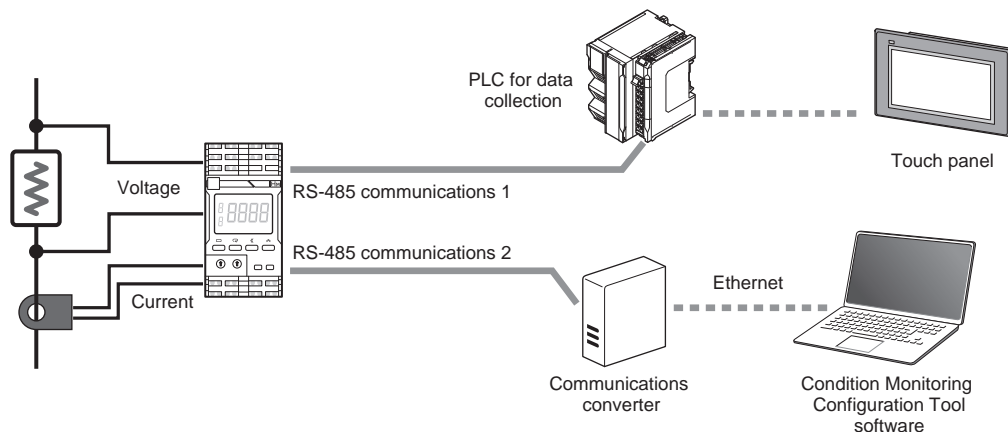 PLC for data
collection
Touch panel
Voltage
RS-485 communications 1
RS-485 communications 2
Current
Ethernet
Communications
converter
Condition Monitoring
Configuration Tool
software